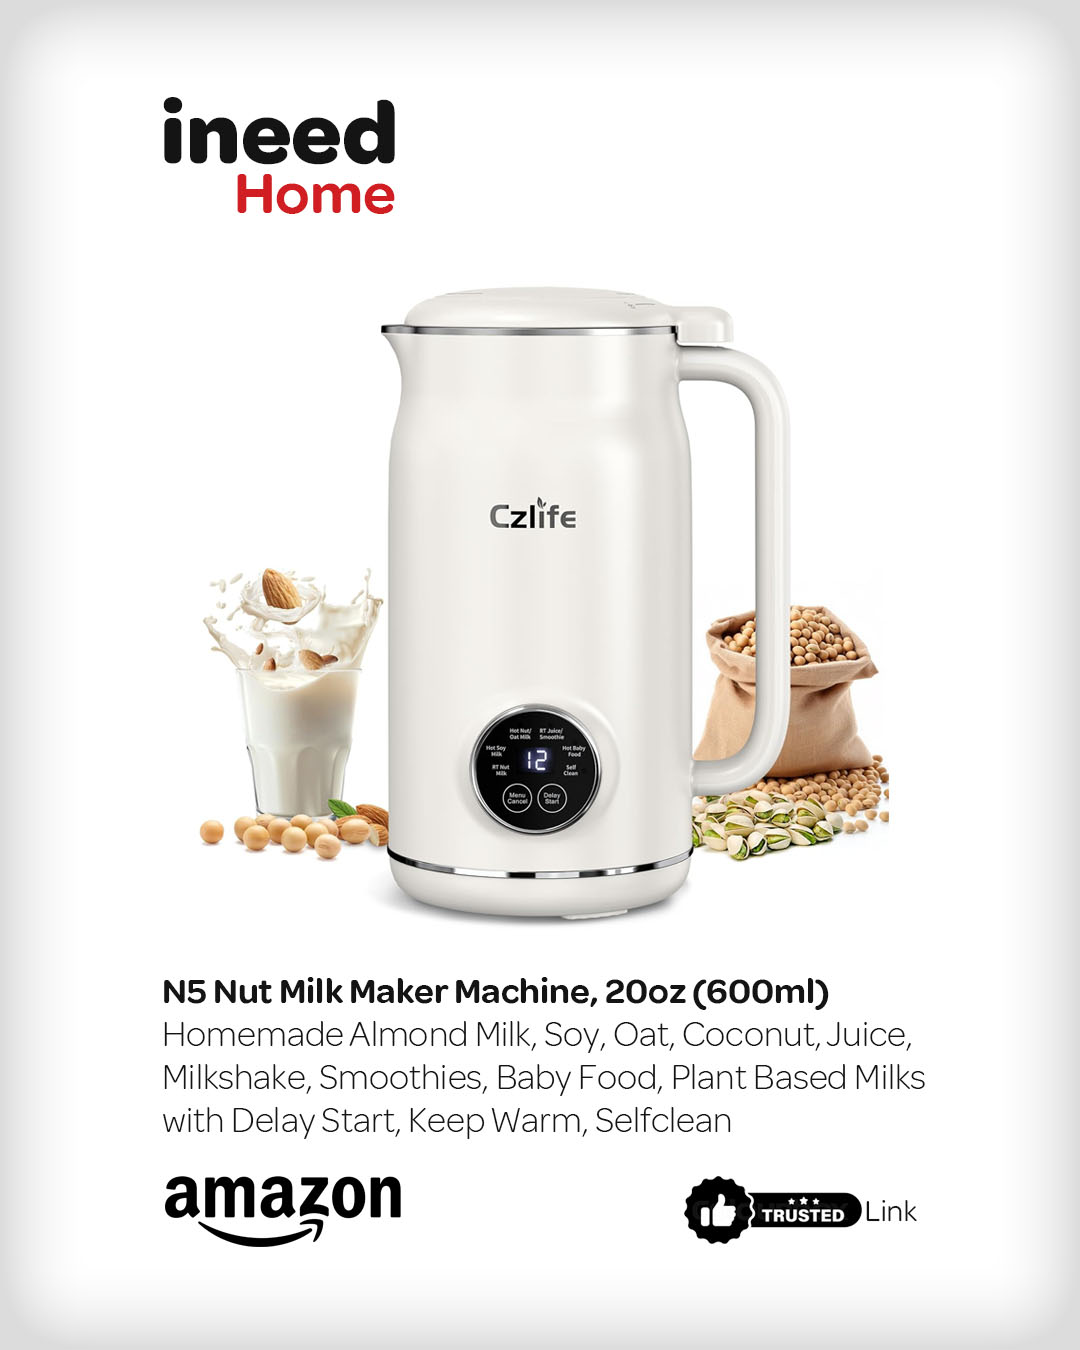 ineed
Home
Czlife
Hot Nut/ RT Juice/
Oat Milk Smoothie
Hot Soy Hot Baby
Milk Food
12
RT Nut Self
Milk Clean
Menu Delay
Cancel Start
N5 Nut Milk Maker Machine, 20oz (600ml)
Homemade Almond Milk, Soy, Oat, Coconut, Juice,
Milkshake, Smoothies, Baby Food, Plant Based Milks
with Delay Start, Keep Warm, Selfclean
amazon
TRUSTED Link